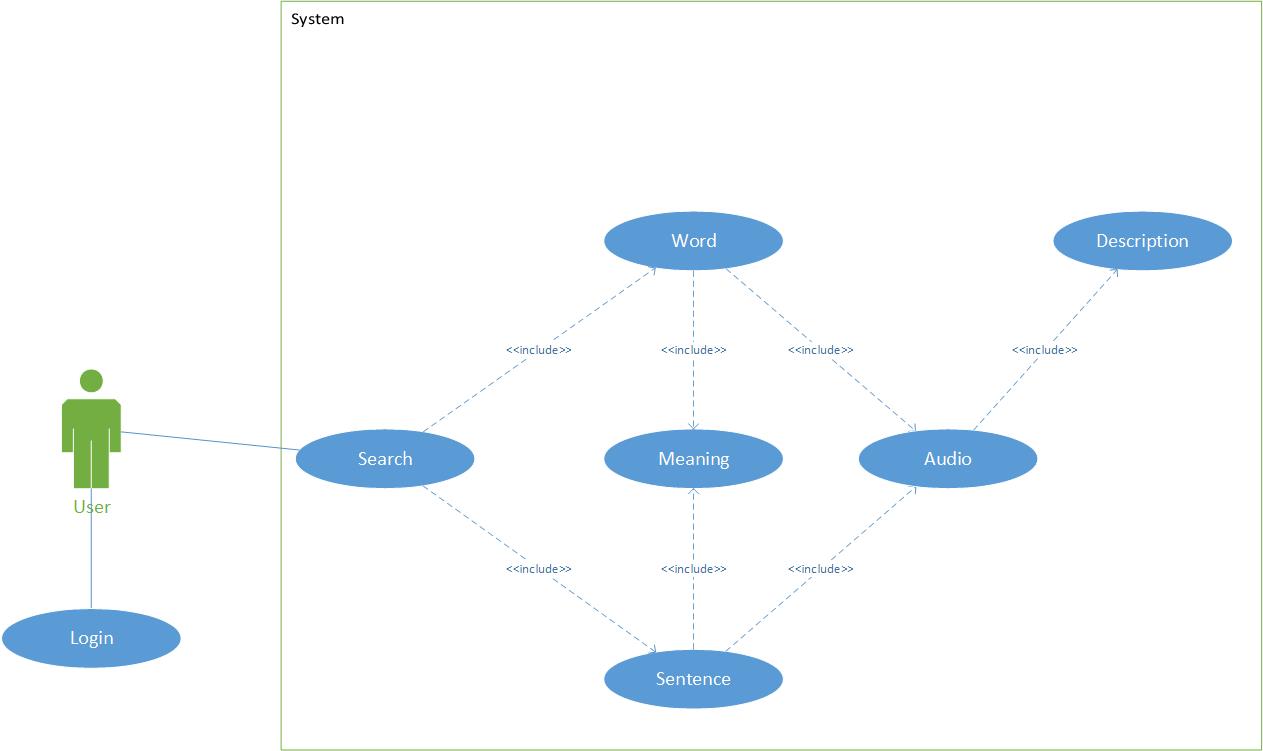 System
Word
Description
<<include>>
<<include>>
<<include>>
<<include>>
Search
Meaning
Audio
User
<<include>>
<<include>>
<<include>>
Login
Sentence